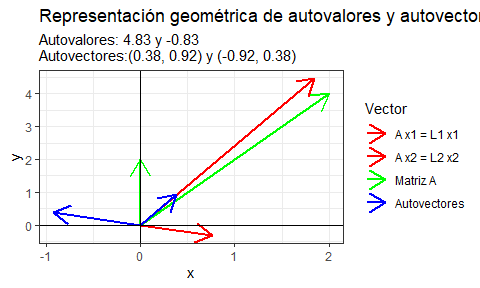 Representación geométrica de autovalores y autovector
Autovalores: 4.83 y -0.83
Autovectores:(0.38, 0.92) y (-0.92, 0.38)
4
3
2
1
0
y
-1
0
1
2
x
Vector
A x1 = L1 x1
A x2 = L2 x2
Matriz A
Autovectores